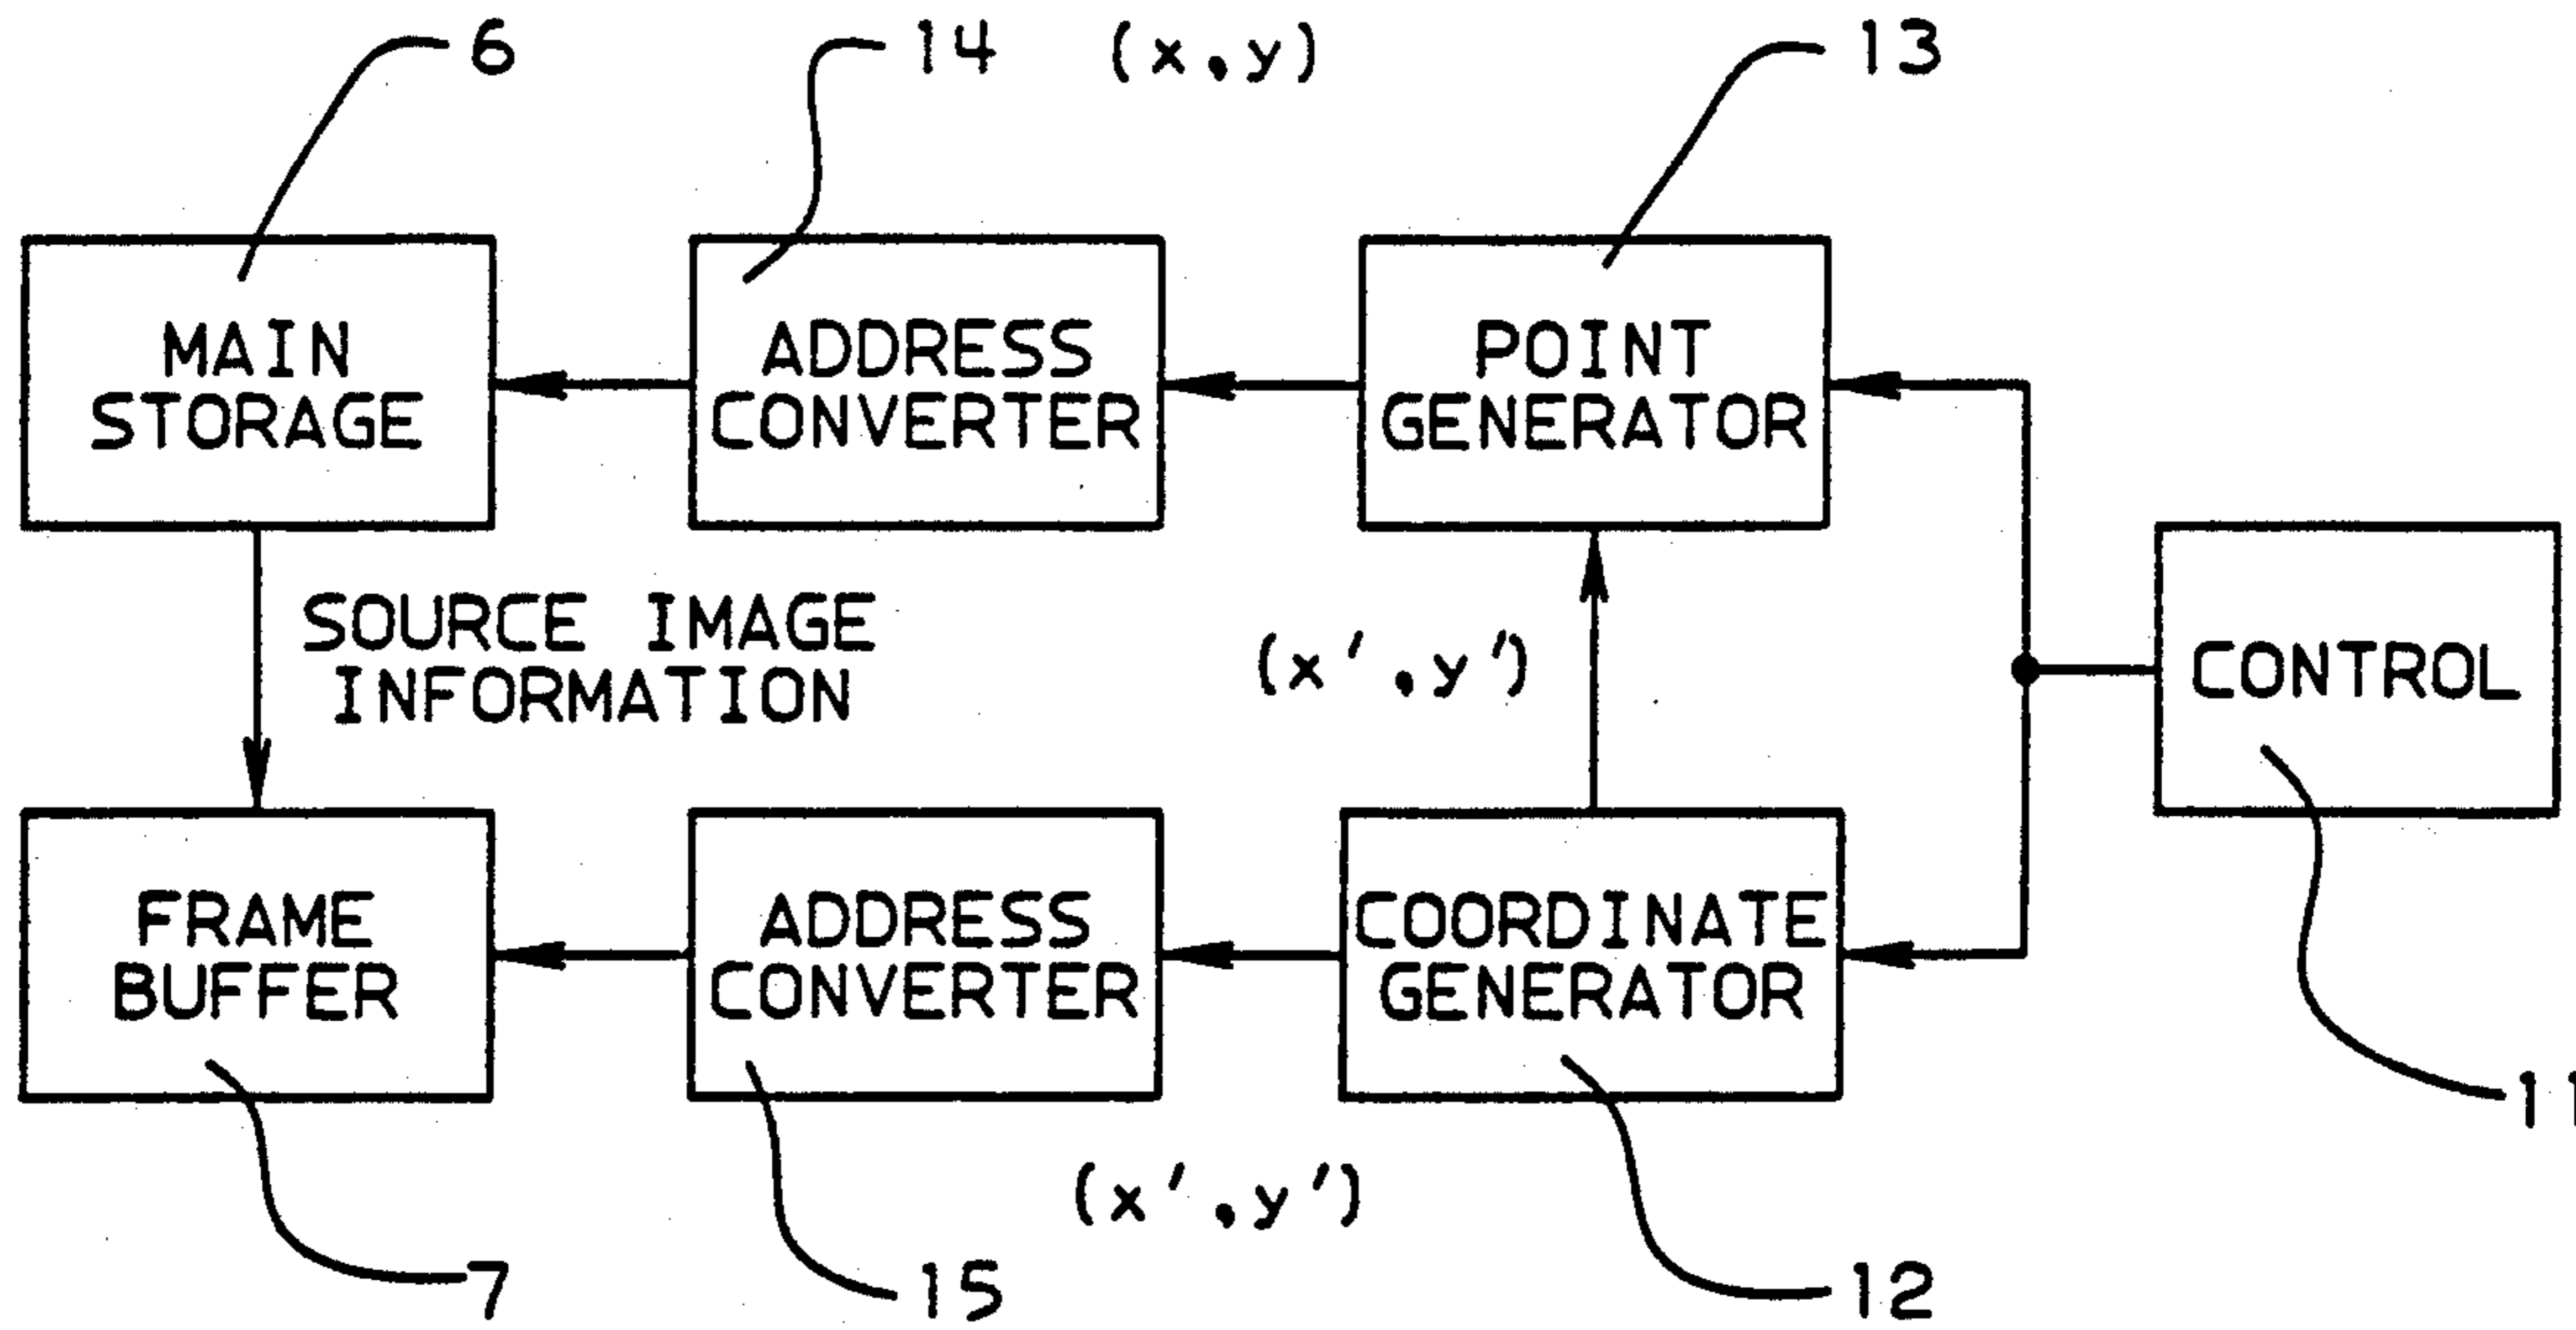 6
14
(x,y)
13
MAIN
STORAGE
ADDRESS
CONVERTER
POINT
GENERATOR
SOURCE IMAGE
INFORMATION
(x',y')
CONTROL
FRAME
BUFFER
ADDRESS
CONVERTER
COORDINATE
GENERATOR
11
(x',y')
7
15
12